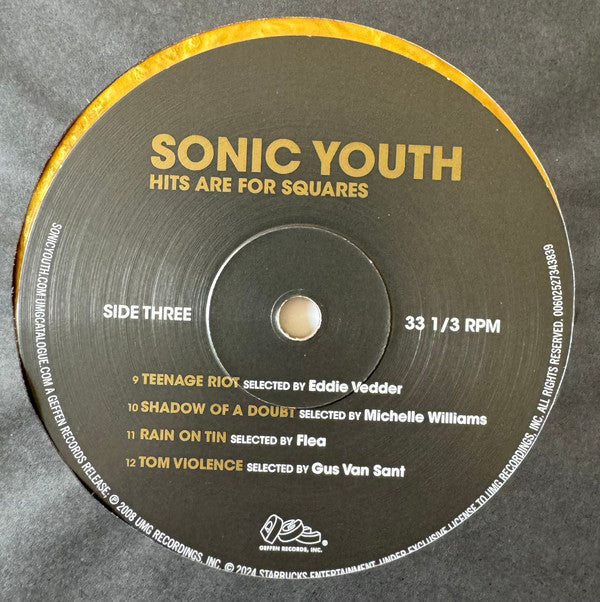 SONIC YOUTH
HITS ARE FOR SQUARES
SIDE THREE
33 1/3 RPM
9 TEENAGE RIOT SELECTED BY Eddie Vedder
10 SHADOW OF A DOUBT SELECTED BY Michelle Williams
11 RAIN ON TIN SELECTED BY Flea
12 TOM VIOLENCE SELECTED BY Gus Van Sant
GEFFEN RECORDS, INC.
®
SONICYOUTH.COM UMGCATALOGUE.COM A GEFFEN RECORDS RELEASE; ℗ 2008 UMG RECORDINGS, INC. © 2024 STARBUCKS ENTERTAINMENT, UNDER EXCLUSIVE LICENSE TO UMG RECORDINGS, INC. ALL RIGHTS RESERVED. 00602527343839